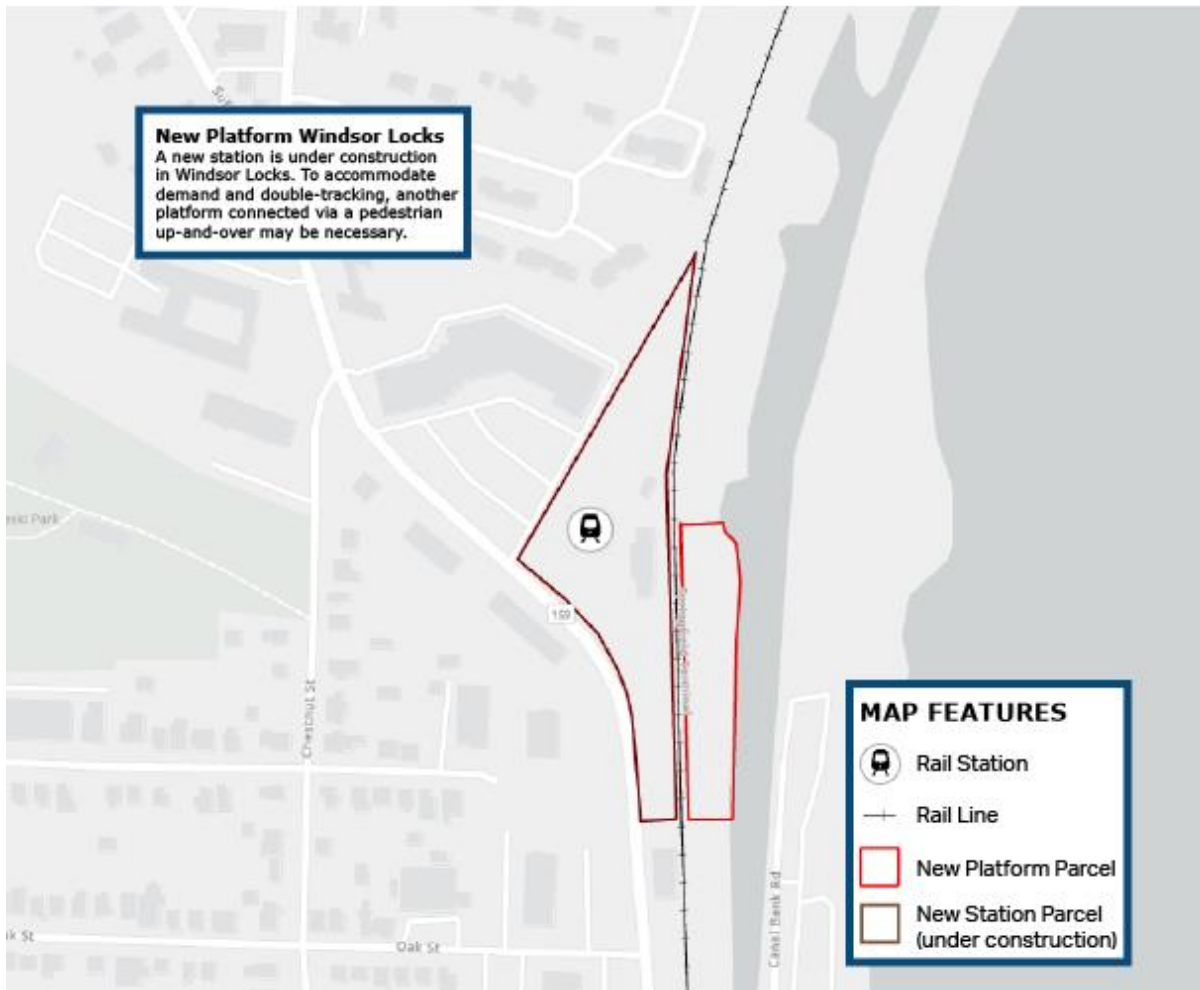 New Platform Windsor Locks
A new station is under construction
in Windsor Locks. To accommodate
demand and double-tracking, another
platform connected via a pedestrian
up-and-over may be necessary.
Park
159
Chestnut St
Oak St
Canal Bank Rd
MAP FEATURES
Rail Station
Rail Line
New Platform Parcel
New Station Parcel
(under construction)